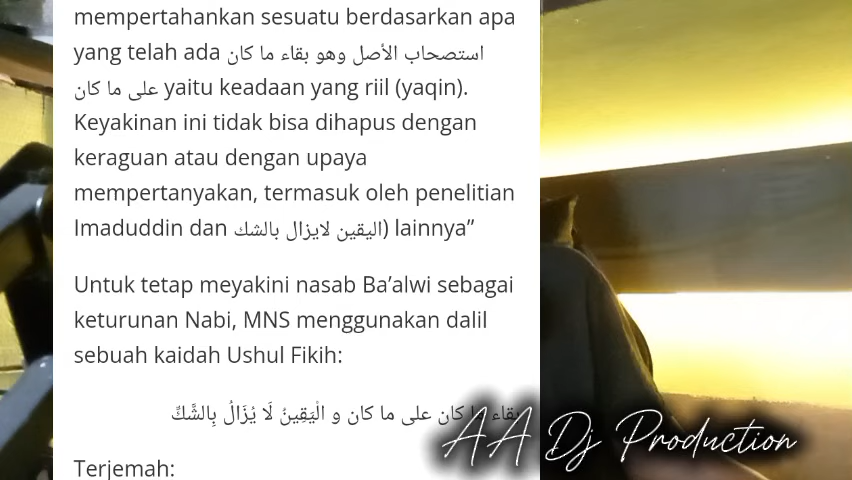 mempertahankan sesuatu berdasarkan apa
yang telah ada استصحاب الأصل وهو بقاء ما كان
على ما كان yaitu keadaan yang riil (yaqin).
Keyakinan ini tidak bisa dihapus dengan
keraguan atau dengan upaya
mempertanyakan, termasuk oleh penelitian
Imaduddin dan اليقين لايزال بالشك) lainnya”
Untuk tetap meyakini nasab Ba’alwi sebagai
keturunan Nabi, MNS menggunakan dalil
sebuah kaidah Ushul Fikih:
بقاء كان على ما كان و الْيَقِينُ لَا يُزَالُ بِالشَّكِّ
AA Dj Production
Terjemah: